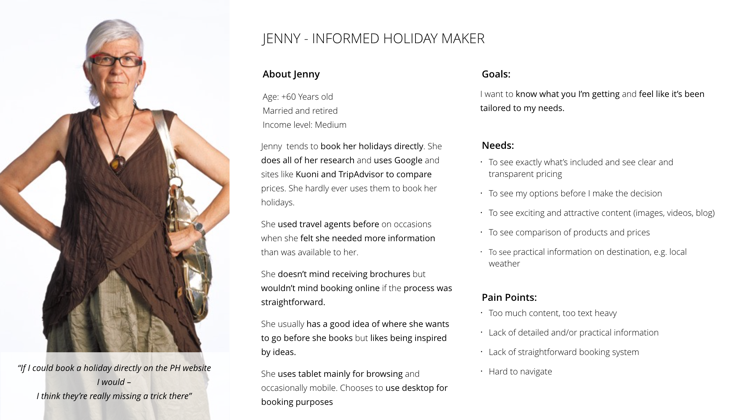 JENNY - INFORMED HOLIDAY MAKER
About Jenny
Age: +60 Years old
Married and retired
Income level: Medium
Jenny tends to book her holidays directly. She
does all of her research and uses Google and
sites like Kuoni and TripAdvisor to compare
prices. She hardly ever uses them to book her
holidays.
She used travel agents before on occasions
when she felt she needed more information
than was available to her.
She doesn't mind receiving brochures but
wouldn't mind booking online if the process was
straightforward.
She usually has a good idea of where she wants
to go before she books but likes being inspired
by ideas.
She uses tablet mainly for browsing and
occasionally mobile. Chooses to use desktop for
booking purposes
Goals:
I want to know what you I'm getting and feel like it's been
tailored to my needs.
Needs:
· To see exactly what's included and see clear and
transparent pricing
· To see my options before I make the decision
· To see exciting and attractive content (images, videos, blog)
· To see comparison of products and prices
· To see practical information on destination, e.g. local
weather
Pain Points:
· Too much content, too text heavy
· Lack of detailed and/or practical information
· Lack of straightforward booking system
· Hard to navigate
"If I could book a holiday directly on the PH website
I would –
I think they're really missing a trick there"